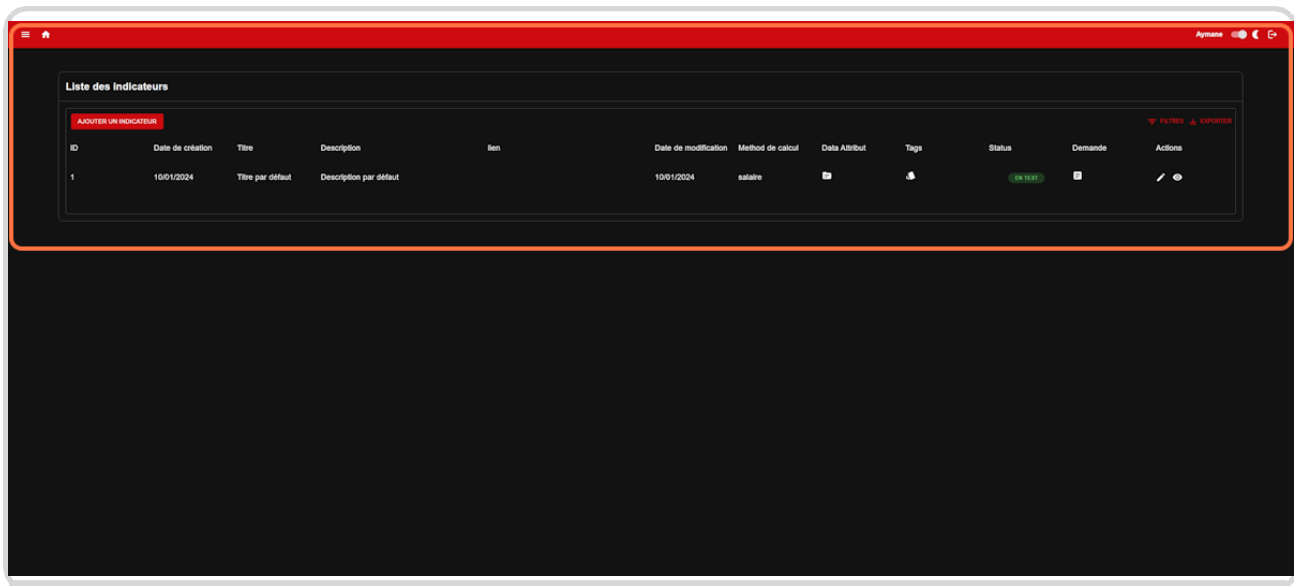 Aymane
Liste des indicateurs
AJOUTER UN INDICATEUR FILTRES EXPORTER
ID Date de création Titre Description lien Date de modification Method de calcul Data Attribut Tags Status Demande Actions
1 10/01/2024 Titre par défaut Description par défaut 10/01/2024 salaire EN TEST